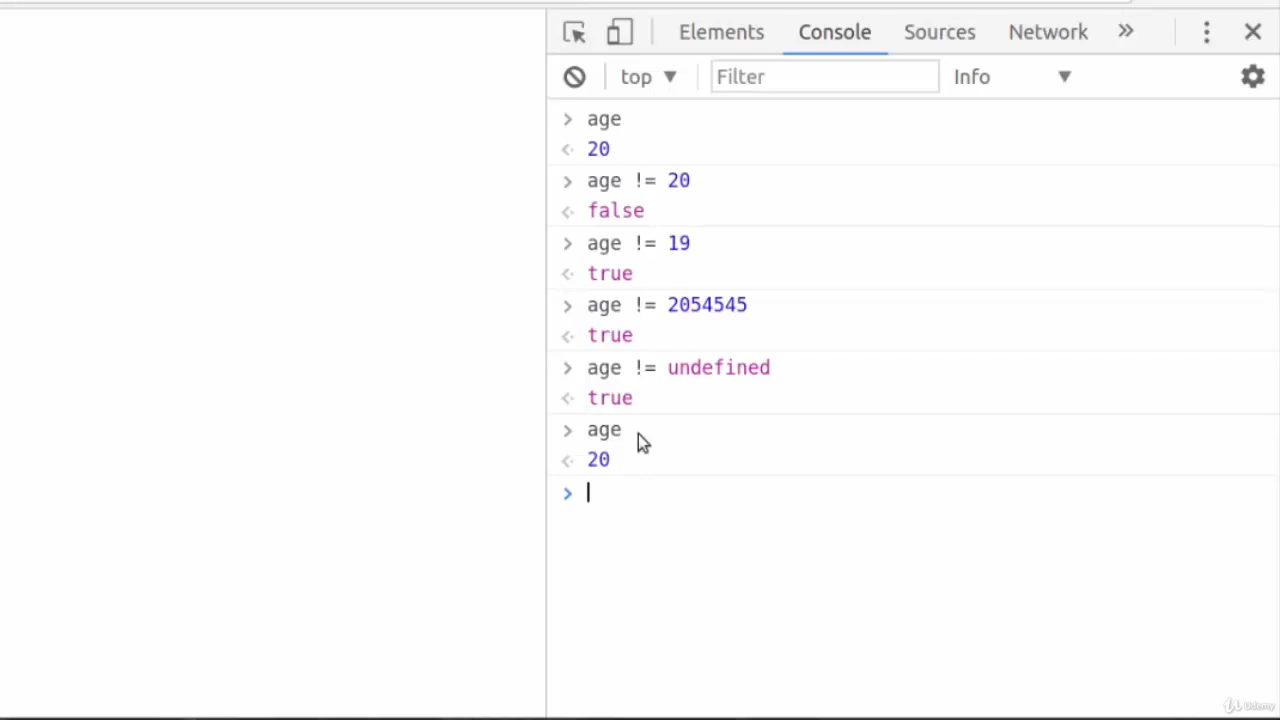 Elements Console Sources Network »
top ▼ Filter Info ▼
> age
<· 20
> age != 20
<· false
> age != 19
<· true
> age != 2054545
<· true
> age != undefined
<· true
> age
<· 20
>
Udemy